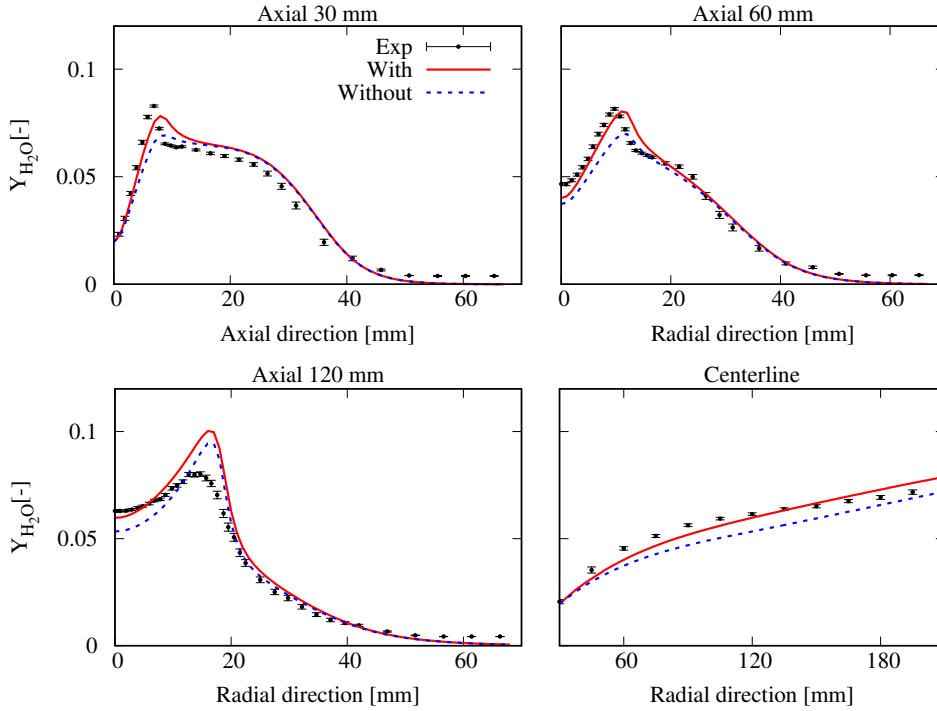 Axial 30 mm
Axial 60 mm
0.1
0.05
0
Y_H₂O[-]
Exp
With
Without
0
20
40
60
Axial direction [mm]
0
20
40
60
Radial direction [mm]
Axial 120 mm
Centerline
0.1
0.05
0
Y_H₂O[-]
0
20
40
60
Radial direction [mm]
60
120
180
Radial direction [mm]